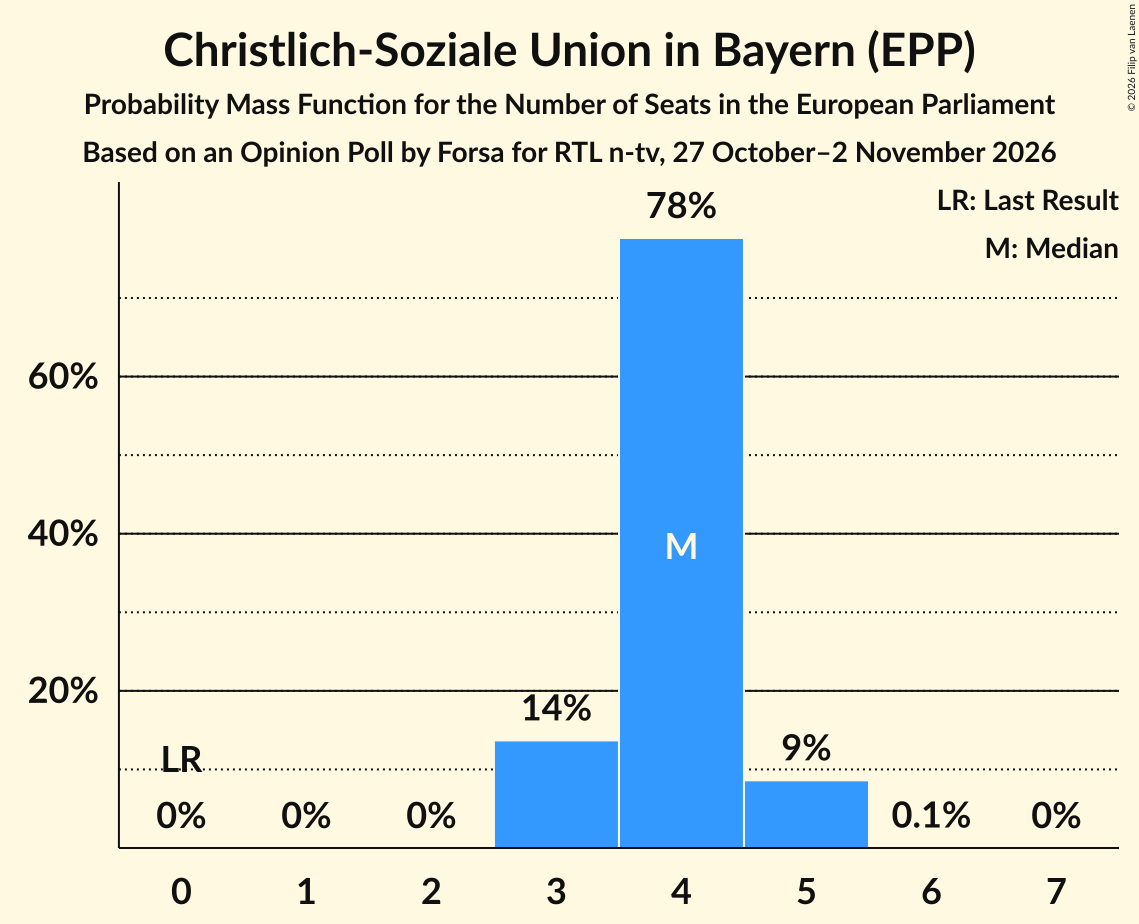 Christlich-Soziale Union in Bayern (EPP)
Probability Mass Function for the Number of Seats in the European Parliament
Based on an Opinion Poll by Forsa for RTL n-tv, 27 October–2 November 2026
© 2026 Filip van Laenen
LR: Last Result
M: Median
78%
60%
40%
M
20%
14%
9%
LR
0%
0%
0%
0.1%
0%
0
1
2
3
4
5
6
7